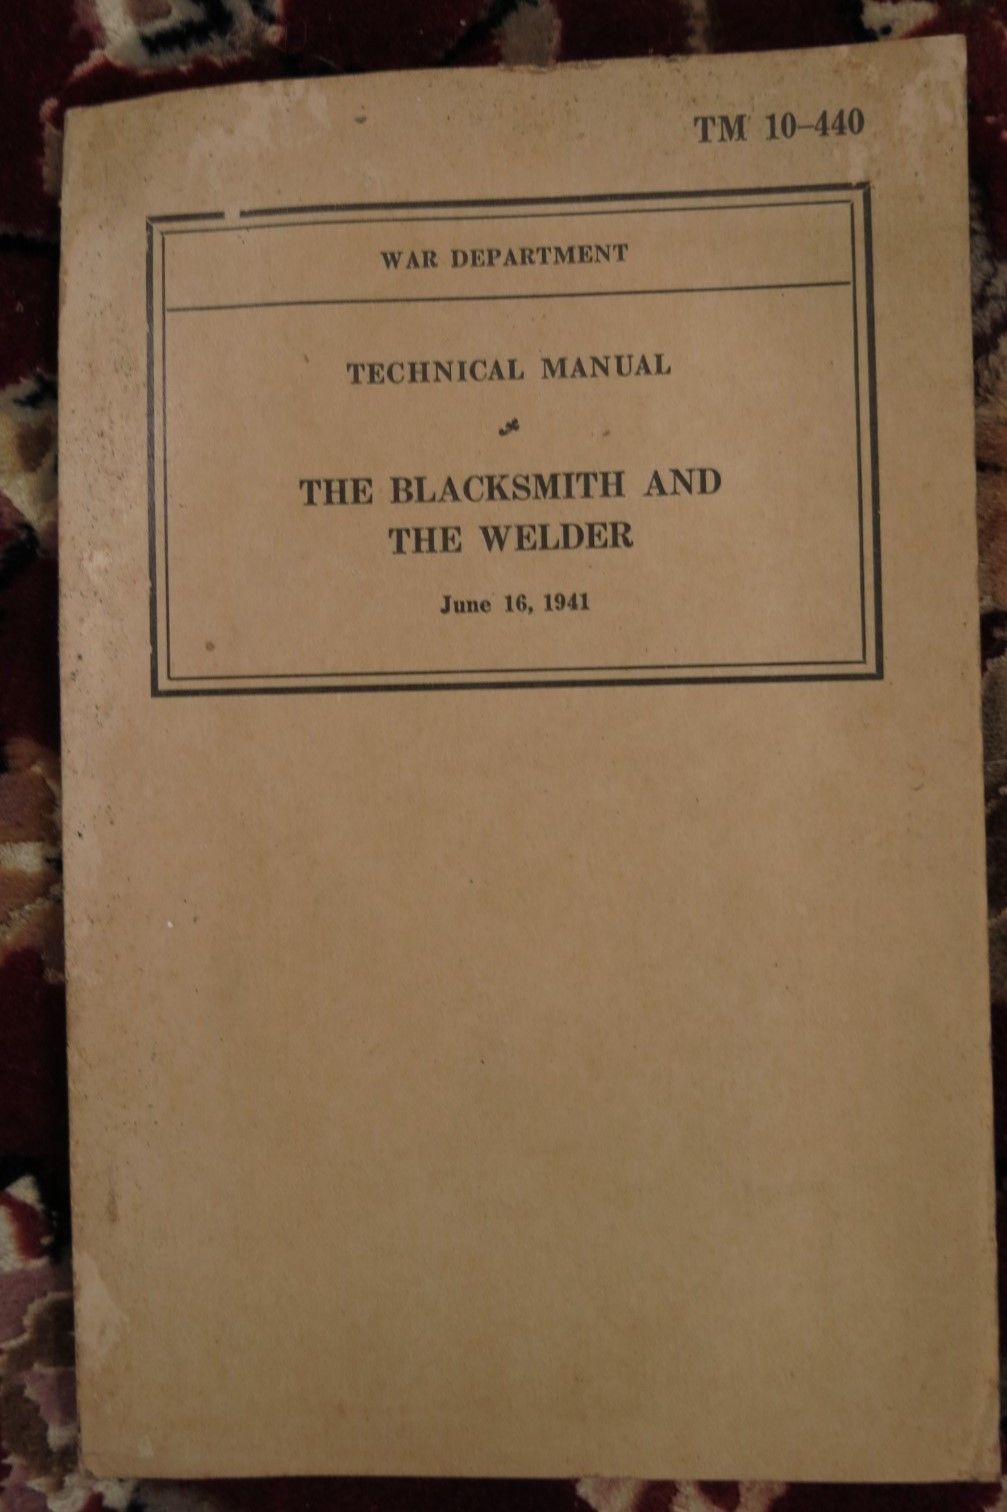 TM 10–440
WAR DEPARTMENT
TECHNICAL MANUAL
THE BLACKSMITH AND
THE WELDER
June 16, 1941